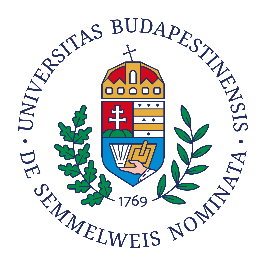 UNIVERSITAS BUDAPESTINENSIS
· DE SEMMELWEIS NOMINATA ·
1769